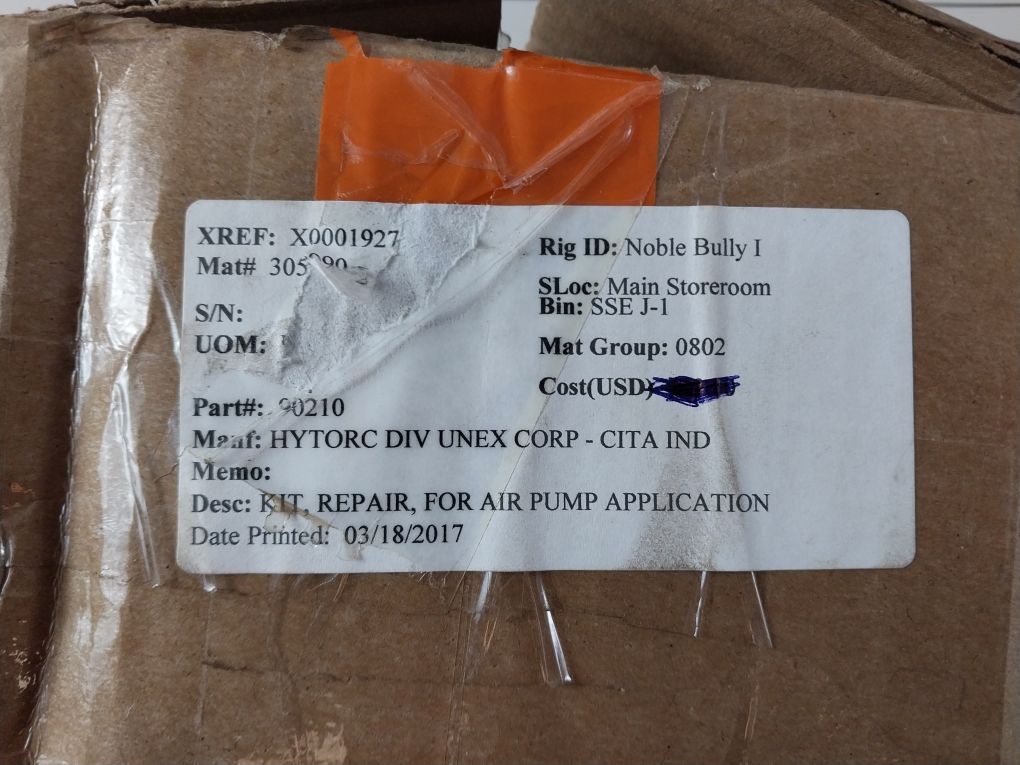 XREF: X0001927
Mat#
S/N:
UOM:
Part#: 90210
Manf: HYTORC DIV UNEX CORP - CITA IND
Memo:
Desc: KIT, REPAIR, FOR AIR PUMP APPLICATION
Date Printed: 03/18/2017
Rig ID: Noble Bully I
SLoc: Main Storeroom
Bin: SSE J-1
Mat Group: 0802
Cost(USD)